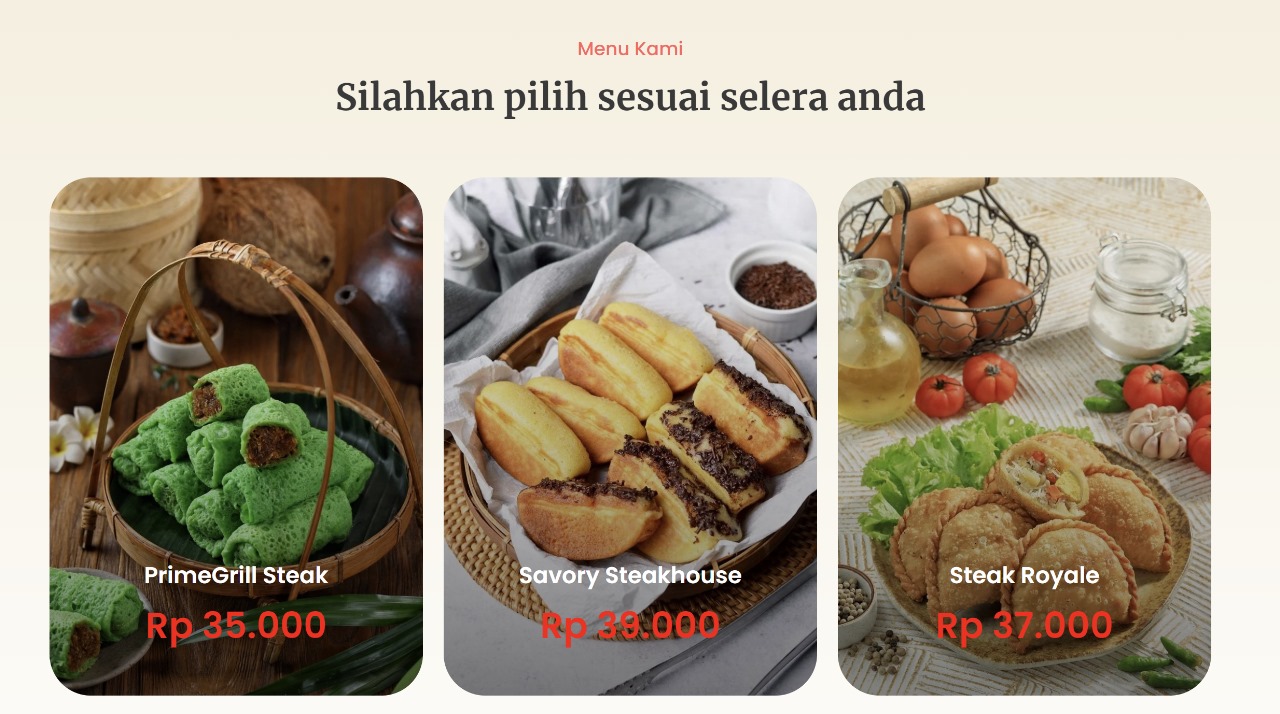 Menu Kami
Silahkan pilih sesuai selera anda
PrimeGrill Steak
Rp 35.000
Savory Steakhouse
Rp 39.000
Steak Royale
Rp 37.000